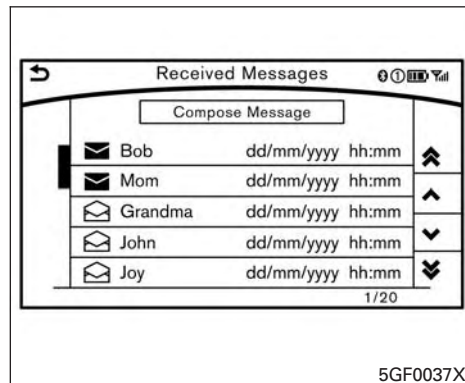 Received Messages 1
Compose Message
Bob dd/mm/yyyy hh:mm
Mom dd/mm/yyyy hh:mm
Grandma dd/mm/yyyy hh:mm
John dd/mm/yyyy hh:mm
Joy dd/mm/yyyy hh:mm
1/20
5GF0037X